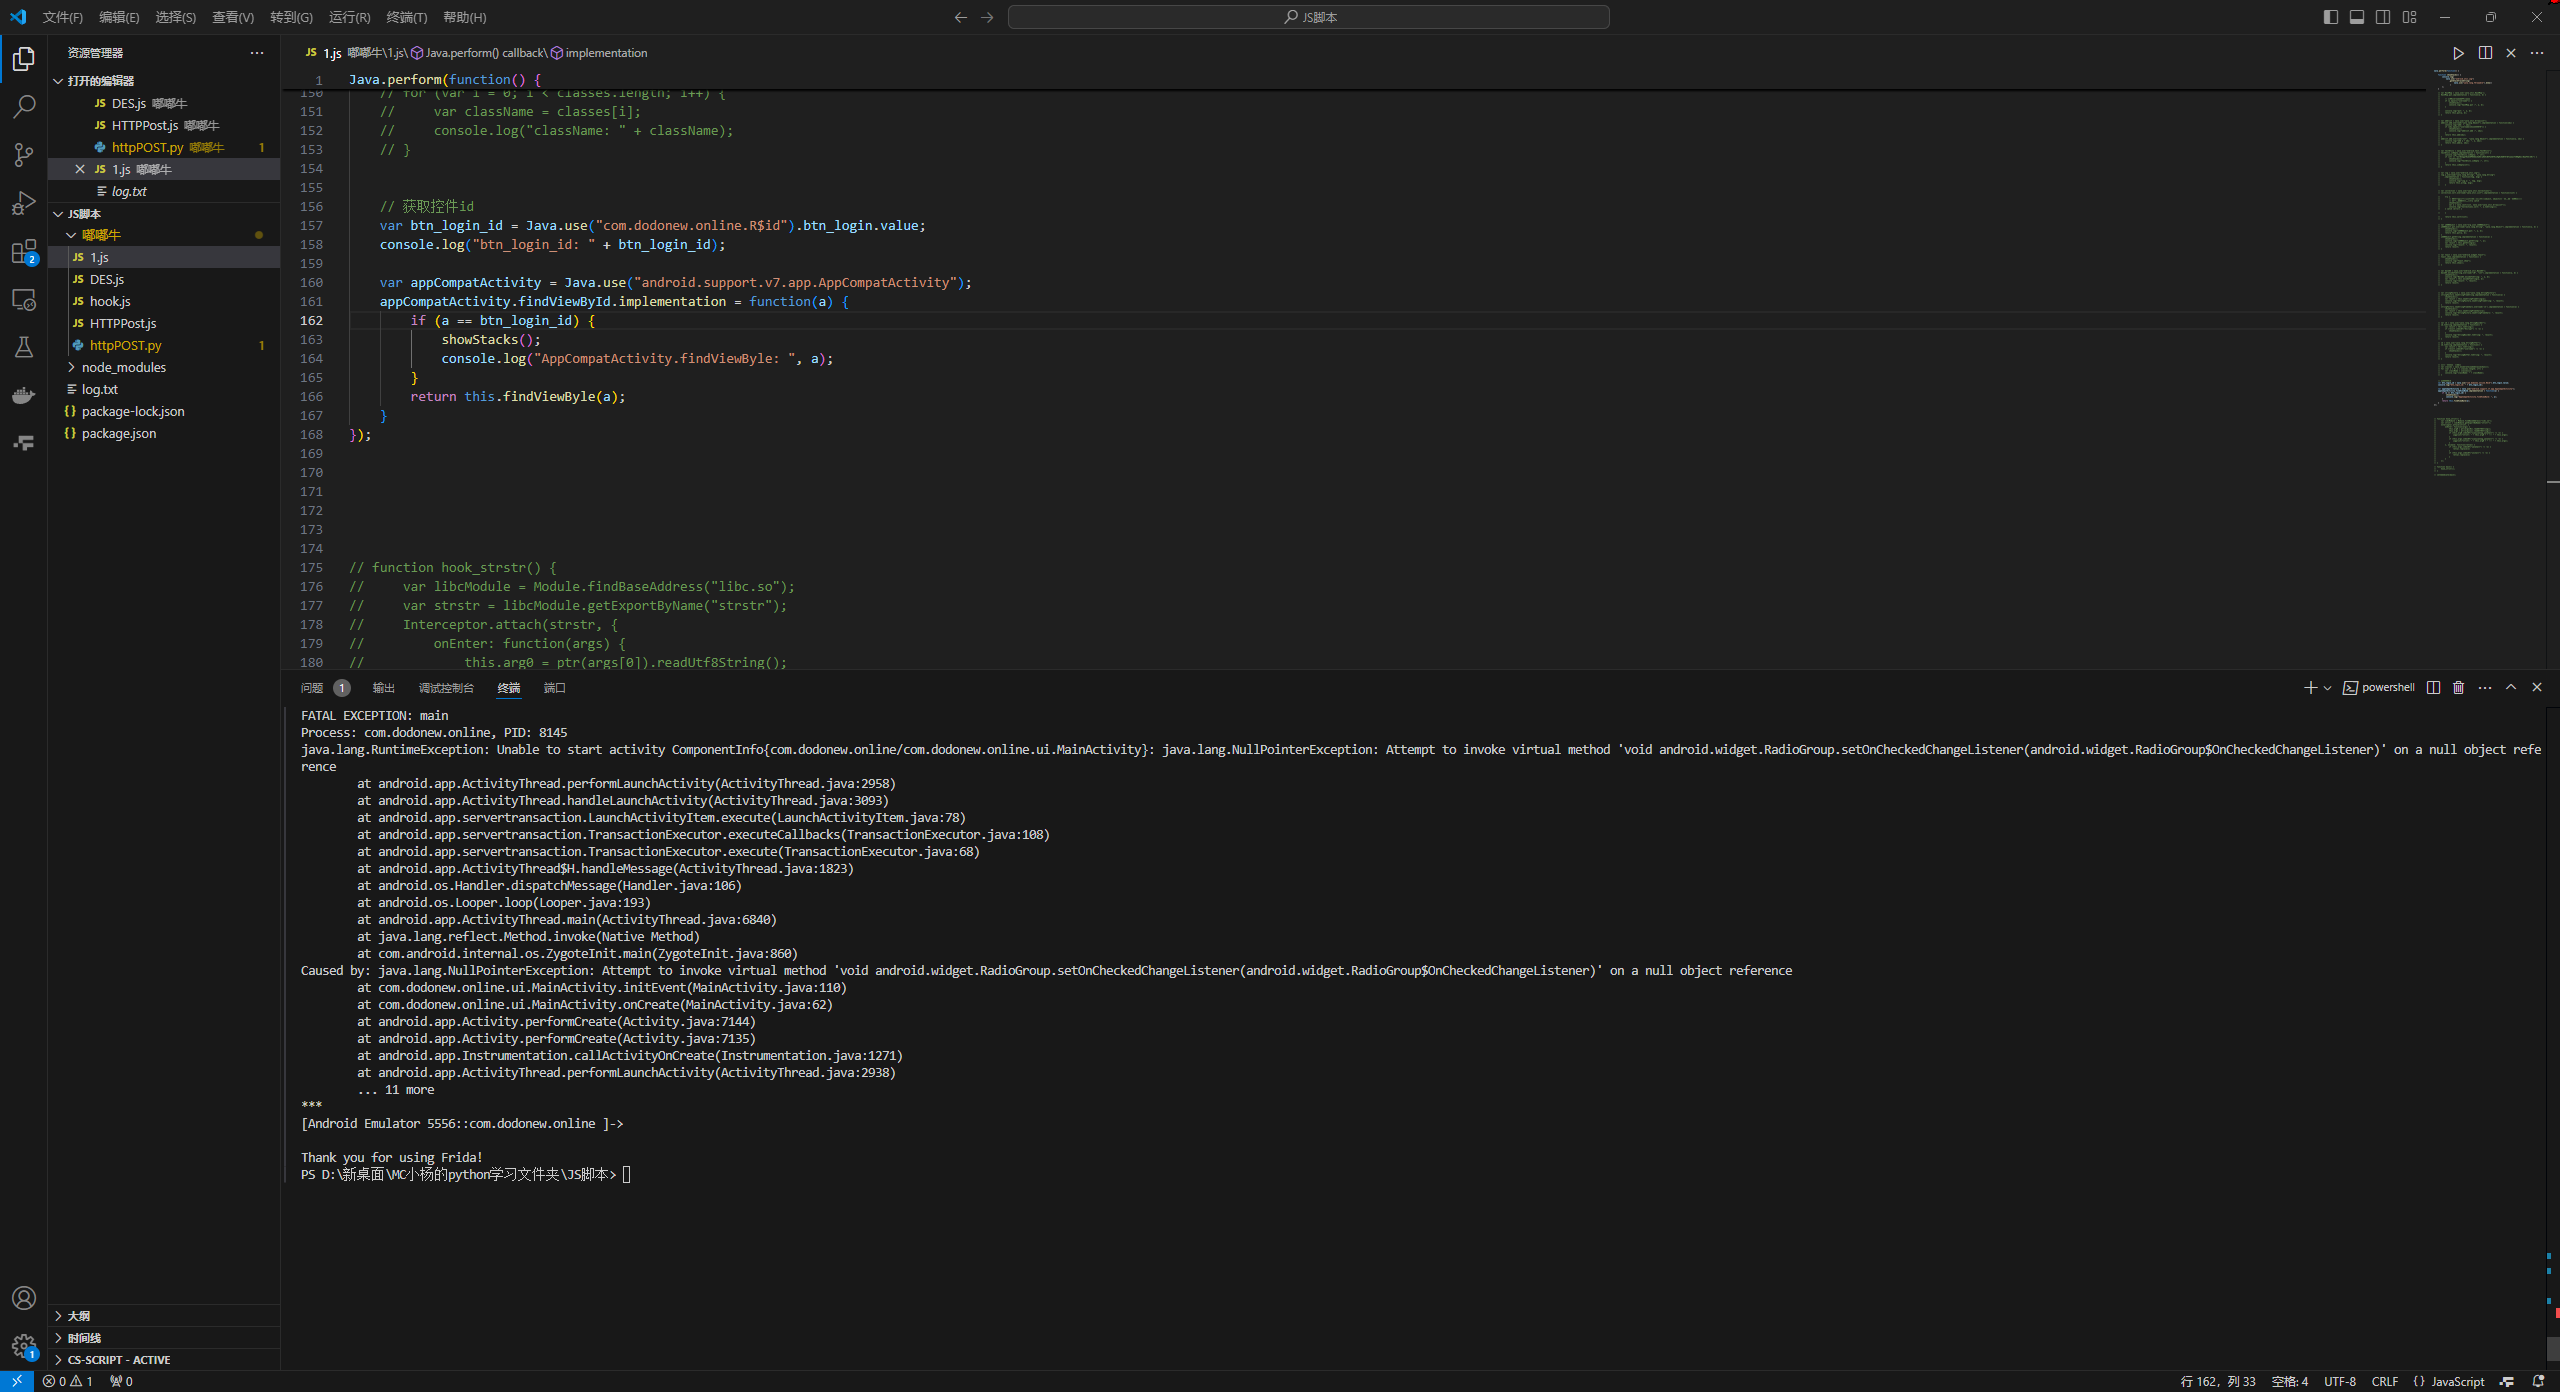 文件(F) 编辑(E) 选择(S) 查看(V) 转到(G) 运行(R) 终端(T) 帮助(H)
JS脚本
资源管理器
打开的编辑器
JS DES.js 嘟嘟牛
JS HTTPPost.js 嘟嘟牛
httpPOST.py 嘟嘟牛 1
JS 1.js 嘟嘟牛
log.txt
JS脚本
嘟嘟牛
JS 1.js
JS DES.js
JS hook.js
JS HTTPPost.js
httpPOST.py 1
node_modules
log.txt
{} package-lock.json
{} package.json
2
大纲
时间线
CS-SCRIPT - ACTIVE
1
JS 1.js 嘟嘟牛\1.js\Java.perform() callback\implementation
1 Java.perform(function() {
150 // for (var i = 0; i < classes.length; i++) {
151 //     var className = classes[i];
152 //     console.log("className: " + className);
153 // }
154
155
156 // 获取控件id
157 var btn_login_id = Java.use("com.dodonew.online.R$id").btn_login.value;
158 console.log("btn_login_id: " + btn_login_id);
159
160 var appCompatActivity = Java.use("android.support.v7.app.AppCompatActivity");
161 appCompatActivity.findViewById.implementation = function(a) {
162     if (a == btn_login_id) {
163         showStacks();
164         console.log("AppCompatActivity.findViewByle: ", a);
165     }
166     return this.findViewByle(a);
167 }
168 });
169
170
171
172
173
174
175 // function hook_strstr() {
176 //     var libcModule = Module.findBaseAddress("libc.so");
177 //     var strstr = libcModule.getExportByName("strstr");
178 //     Interceptor.attach(strstr, {
179 //         onEnter: function(args) {
180 //             this.arg0 = ptr(args[0]).readUtf8String();
问题 1 输出 调试控制台 终端 端口
powershell
FATAL EXCEPTION: main
Process: com.dodonew.online, PID: 8145
java.lang.RuntimeException: Unable to start activity ComponentInfo{com.dodonew.online/com.dodonew.online.ui.MainActivity}: java.lang.NullPointerException: Attempt to invoke virtual method 'void android.widget.RadioGroup.setOnCheckedChangeListener(android.widget.RadioGroup$OnCheckedChangeListener)' on a null object refe
rence
at android.app.ActivityThread.performLaunchActivity(ActivityThread.java:2958)
at android.app.ActivityThread.handleLaunchActivity(ActivityThread.java:3093)
at android.app.servertransaction.LaunchActivityItem.execute(LaunchActivityItem.java:78)
at android.app.servertransaction.TransactionExecutor.executeCallbacks(TransactionExecutor.java:108)
at android.app.servertransaction.TransactionExecutor.execute(TransactionExecutor.java:68)
at android.app.ActivityThread$H.handleMessage(ActivityThread.java:1823)
at android.os.Handler.dispatchMessage(Handler.java:106)
at android.os.Looper.loop(Looper.java:193)
at android.app.ActivityThread.main(ActivityThread.java:6840)
at java.lang.reflect.Method.invoke(Native Method)
at com.android.internal.os.ZygoteInit.main(ZygoteInit.java:860)
Caused by: java.lang.NullPointerException: Attempt to invoke virtual method 'void android.widget.RadioGroup.setOnCheckedChangeListener(android.widget.RadioGroup$OnCheckedChangeListener)' on a null object reference
at com.dodonew.online.ui.MainActivity.initEvent(MainActivity.java:110)
at com.dodonew.online.ui.MainActivity.onCreate(MainActivity.java:62)
at android.app.Activity.performCreate(Activity.java:7144)
at android.app.Activity.performCreate(Activity.java:7135)
at android.app.Instrumentation.callActivityOnCreate(Instrumentation.java:1271)
at android.app.ActivityThread.performLaunchActivity(ActivityThread.java:2938)
... 11 more
***
[Android Emulator 5556::com.dodonew.online ]->
Thank you for using Frida!
PS D:\新桌面\MC小杨的python学习文件夹\JS脚本>
0 1 0
行 162，列 33 空格: 4 UTF-8 CRLF {} JavaScript